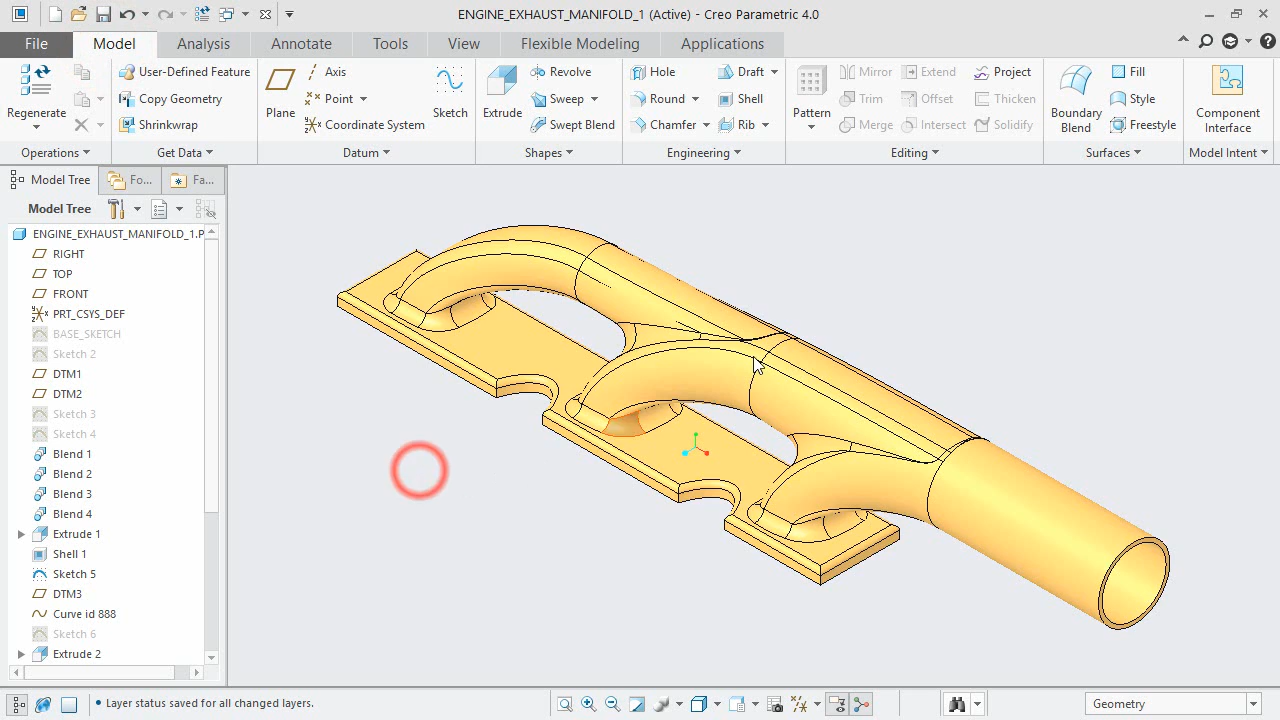 ENGINE_EXHAUST_MANIFOLD_1 (Active) - Creo Parametric 4.0
File Model Analysis Annotate Tools View Flexible Modeling Applications
Regenerate
User-Defined Feature
Copy Geometry
Shrinkwrap
Plane
Axis
Point
Coordinate System
Sketch
Extrude
Revolve
Sweep
Swept Blend
Hole
Round
Chamfer
Draft
Shell
Rib
Pattern
Mirror
Trim
Merge
Extend
Offset
Intersect
Project
Thicken
Solidify
Boundary
Blend
Fill
Style
Freestyle
Component
Interface
Operations Get Data Datum Shapes Engineering Editing Surfaces Model Intent
Model Tree Fo... Fa...
Model Tree
ENGINE_EXHAUST_MANIFOLD_1.P
RIGHT
TOP
FRONT
PRT_CSYS_DEF
BASE_SKETCH
Sketch 2
DTM1
DTM2
Sketch 3
Sketch 4
Blend 1
Blend 2
Blend 3
Blend 4
Extrude 1
Shell 1
Sketch 5
DTM3
Curve id 888
Sketch 6
Extrude 2
• Layer status saved for all changed layers.
Geometry